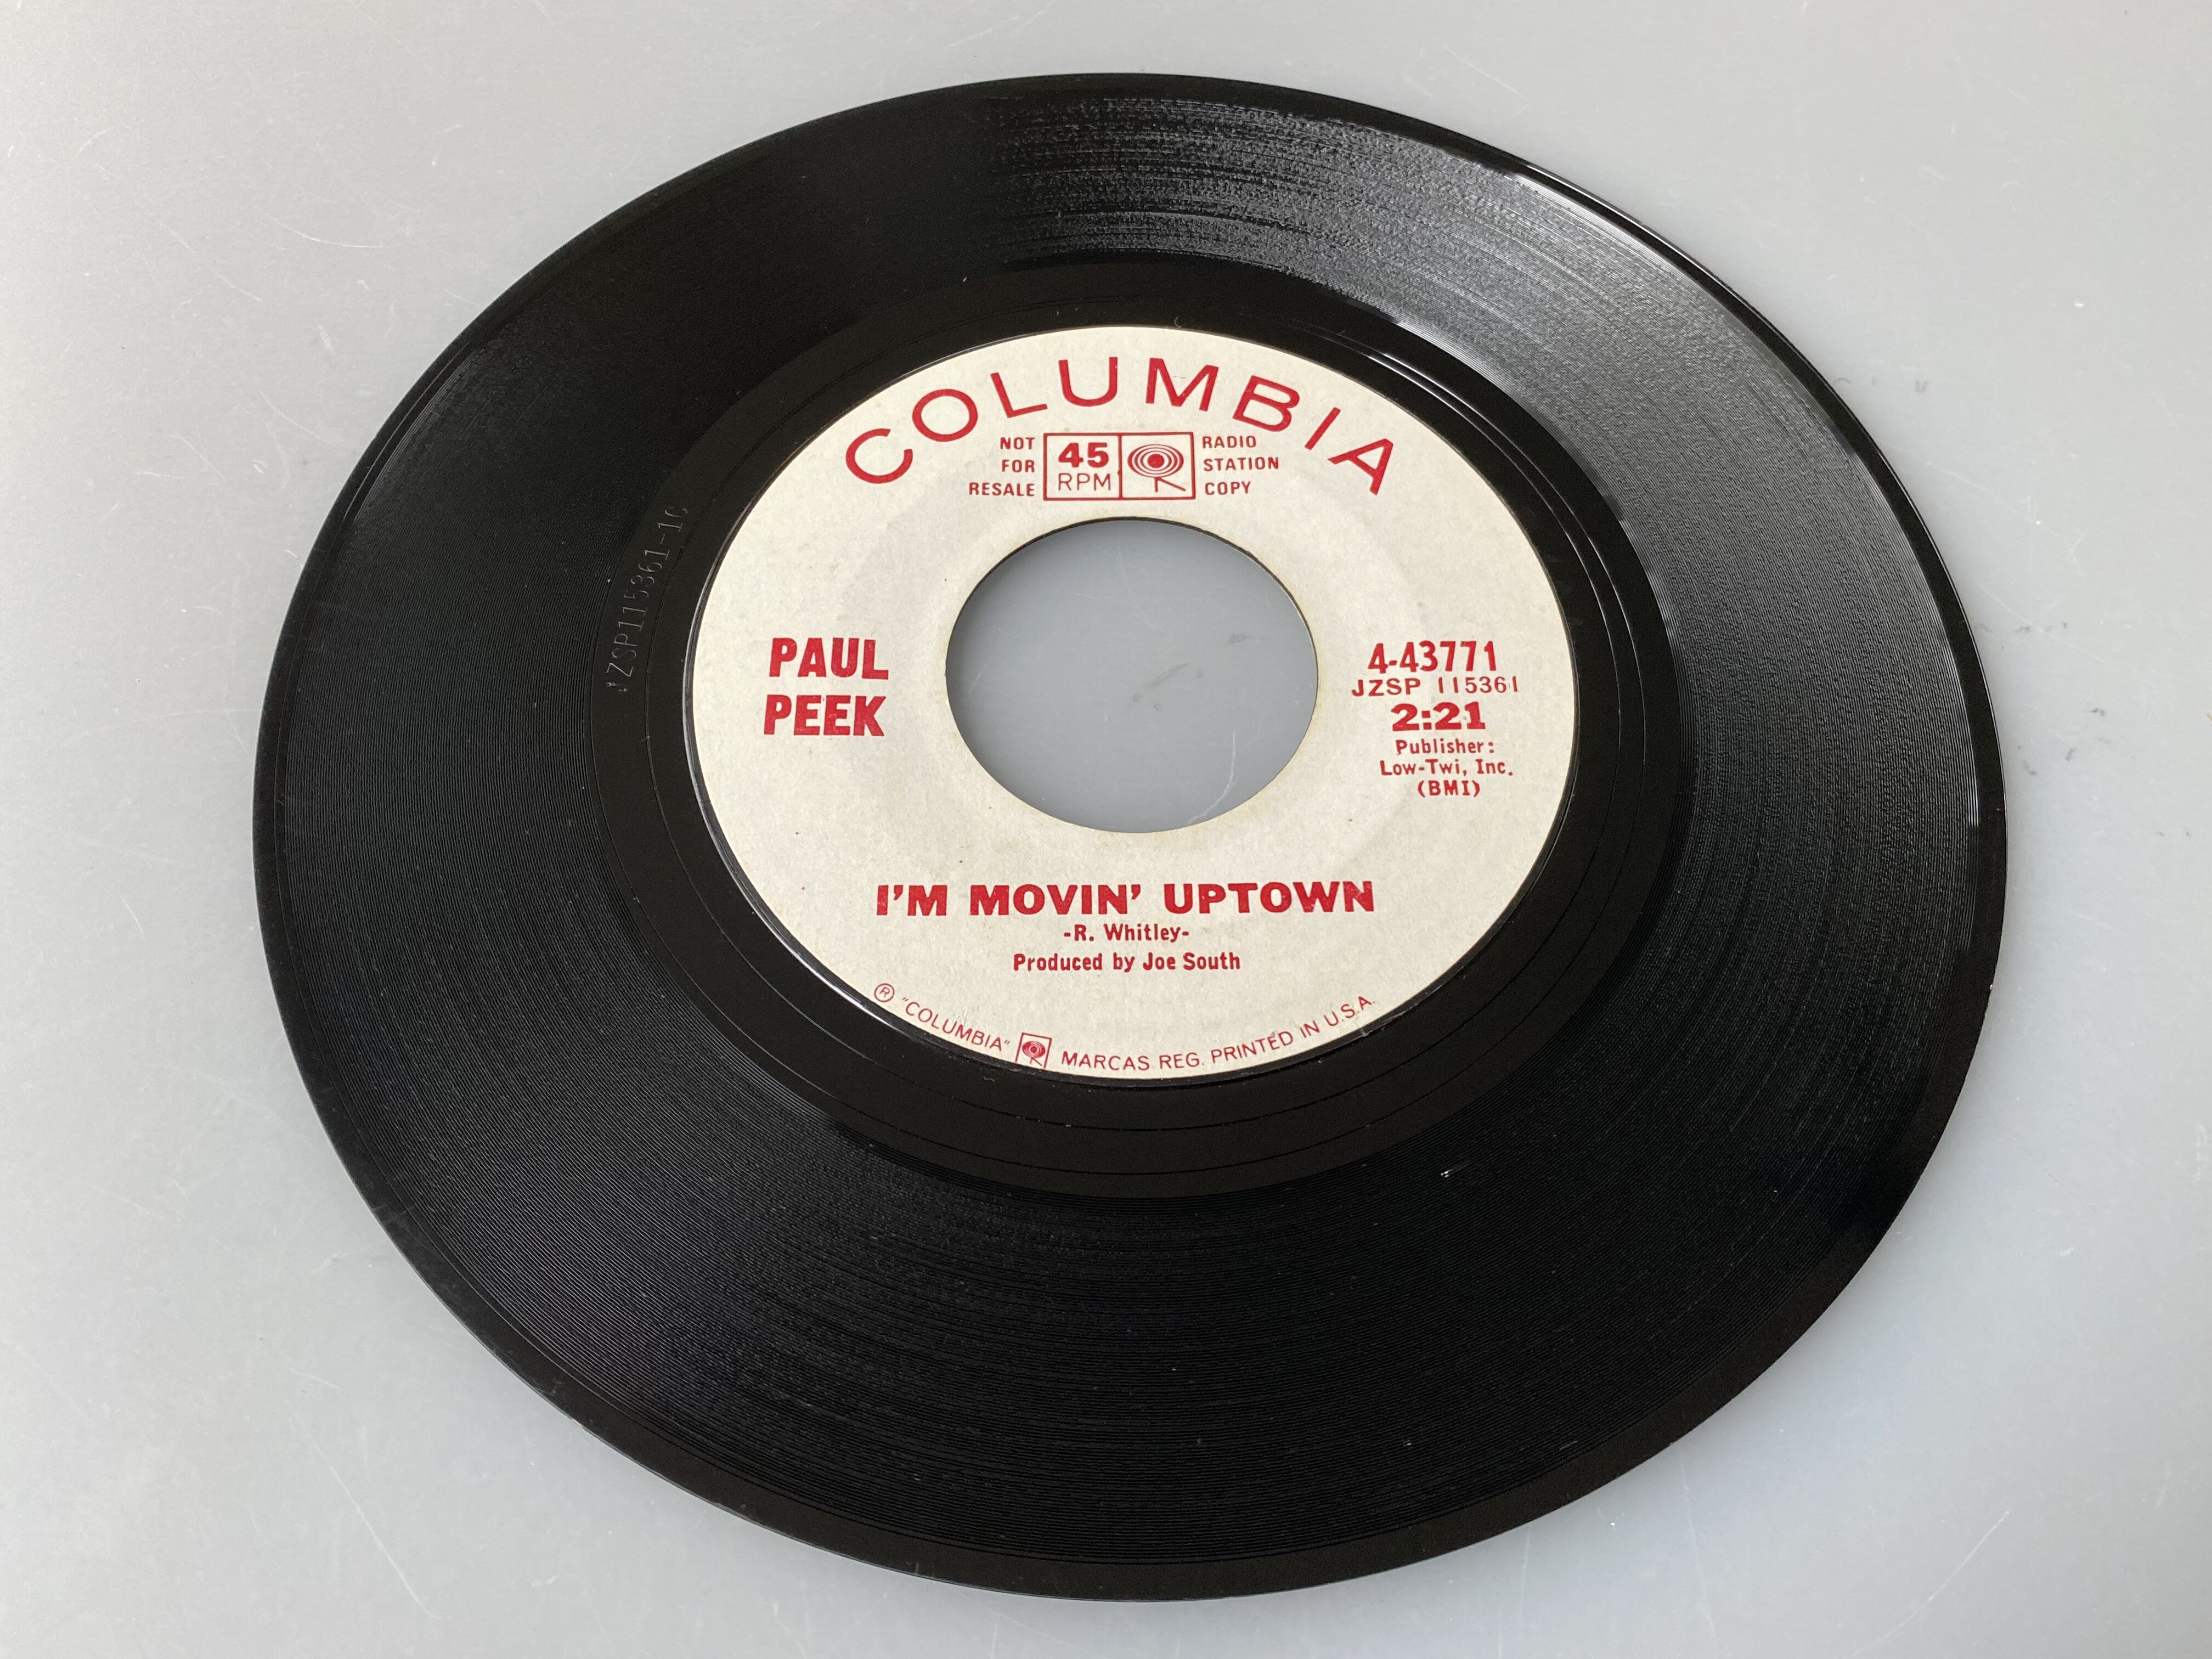 COLUMBIA
NOT FOR RESALE
45 RPM
RADIO STATION COPY
PAUL
PEEK
4-43771
JZSP 115361
2:21
Publisher:
Low-Twi, Inc.
(BMI)
I'M MOVIN' UPTOWN
-R. Whitley-
Produced by Joe South
® "COLUMBIA" MARCAS REG. PRINTED IN U.S.A.
JZSP115361-1C